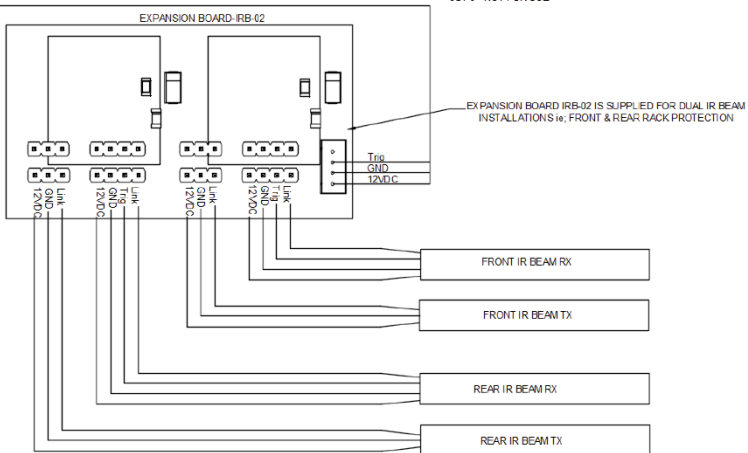 EXPANSION BOARD-IRB-02
EXPANSION BOARD IRB-02 IS SUPPLIED FOR DUAL IR BEAM
INSTALLATIONS ie; FRONT & REAR RACK PROTECTION
Trig
GND
12VDC
12VDC
GND
Link
12VDC
GND
Trig
Link
12VDC
GND
Link
12VDC
GND
Trig
Link
FRONT IR BEAM RX
FRONT IR BEAM TX
REAR IR BEAM RX
REAR IR BEAM TX